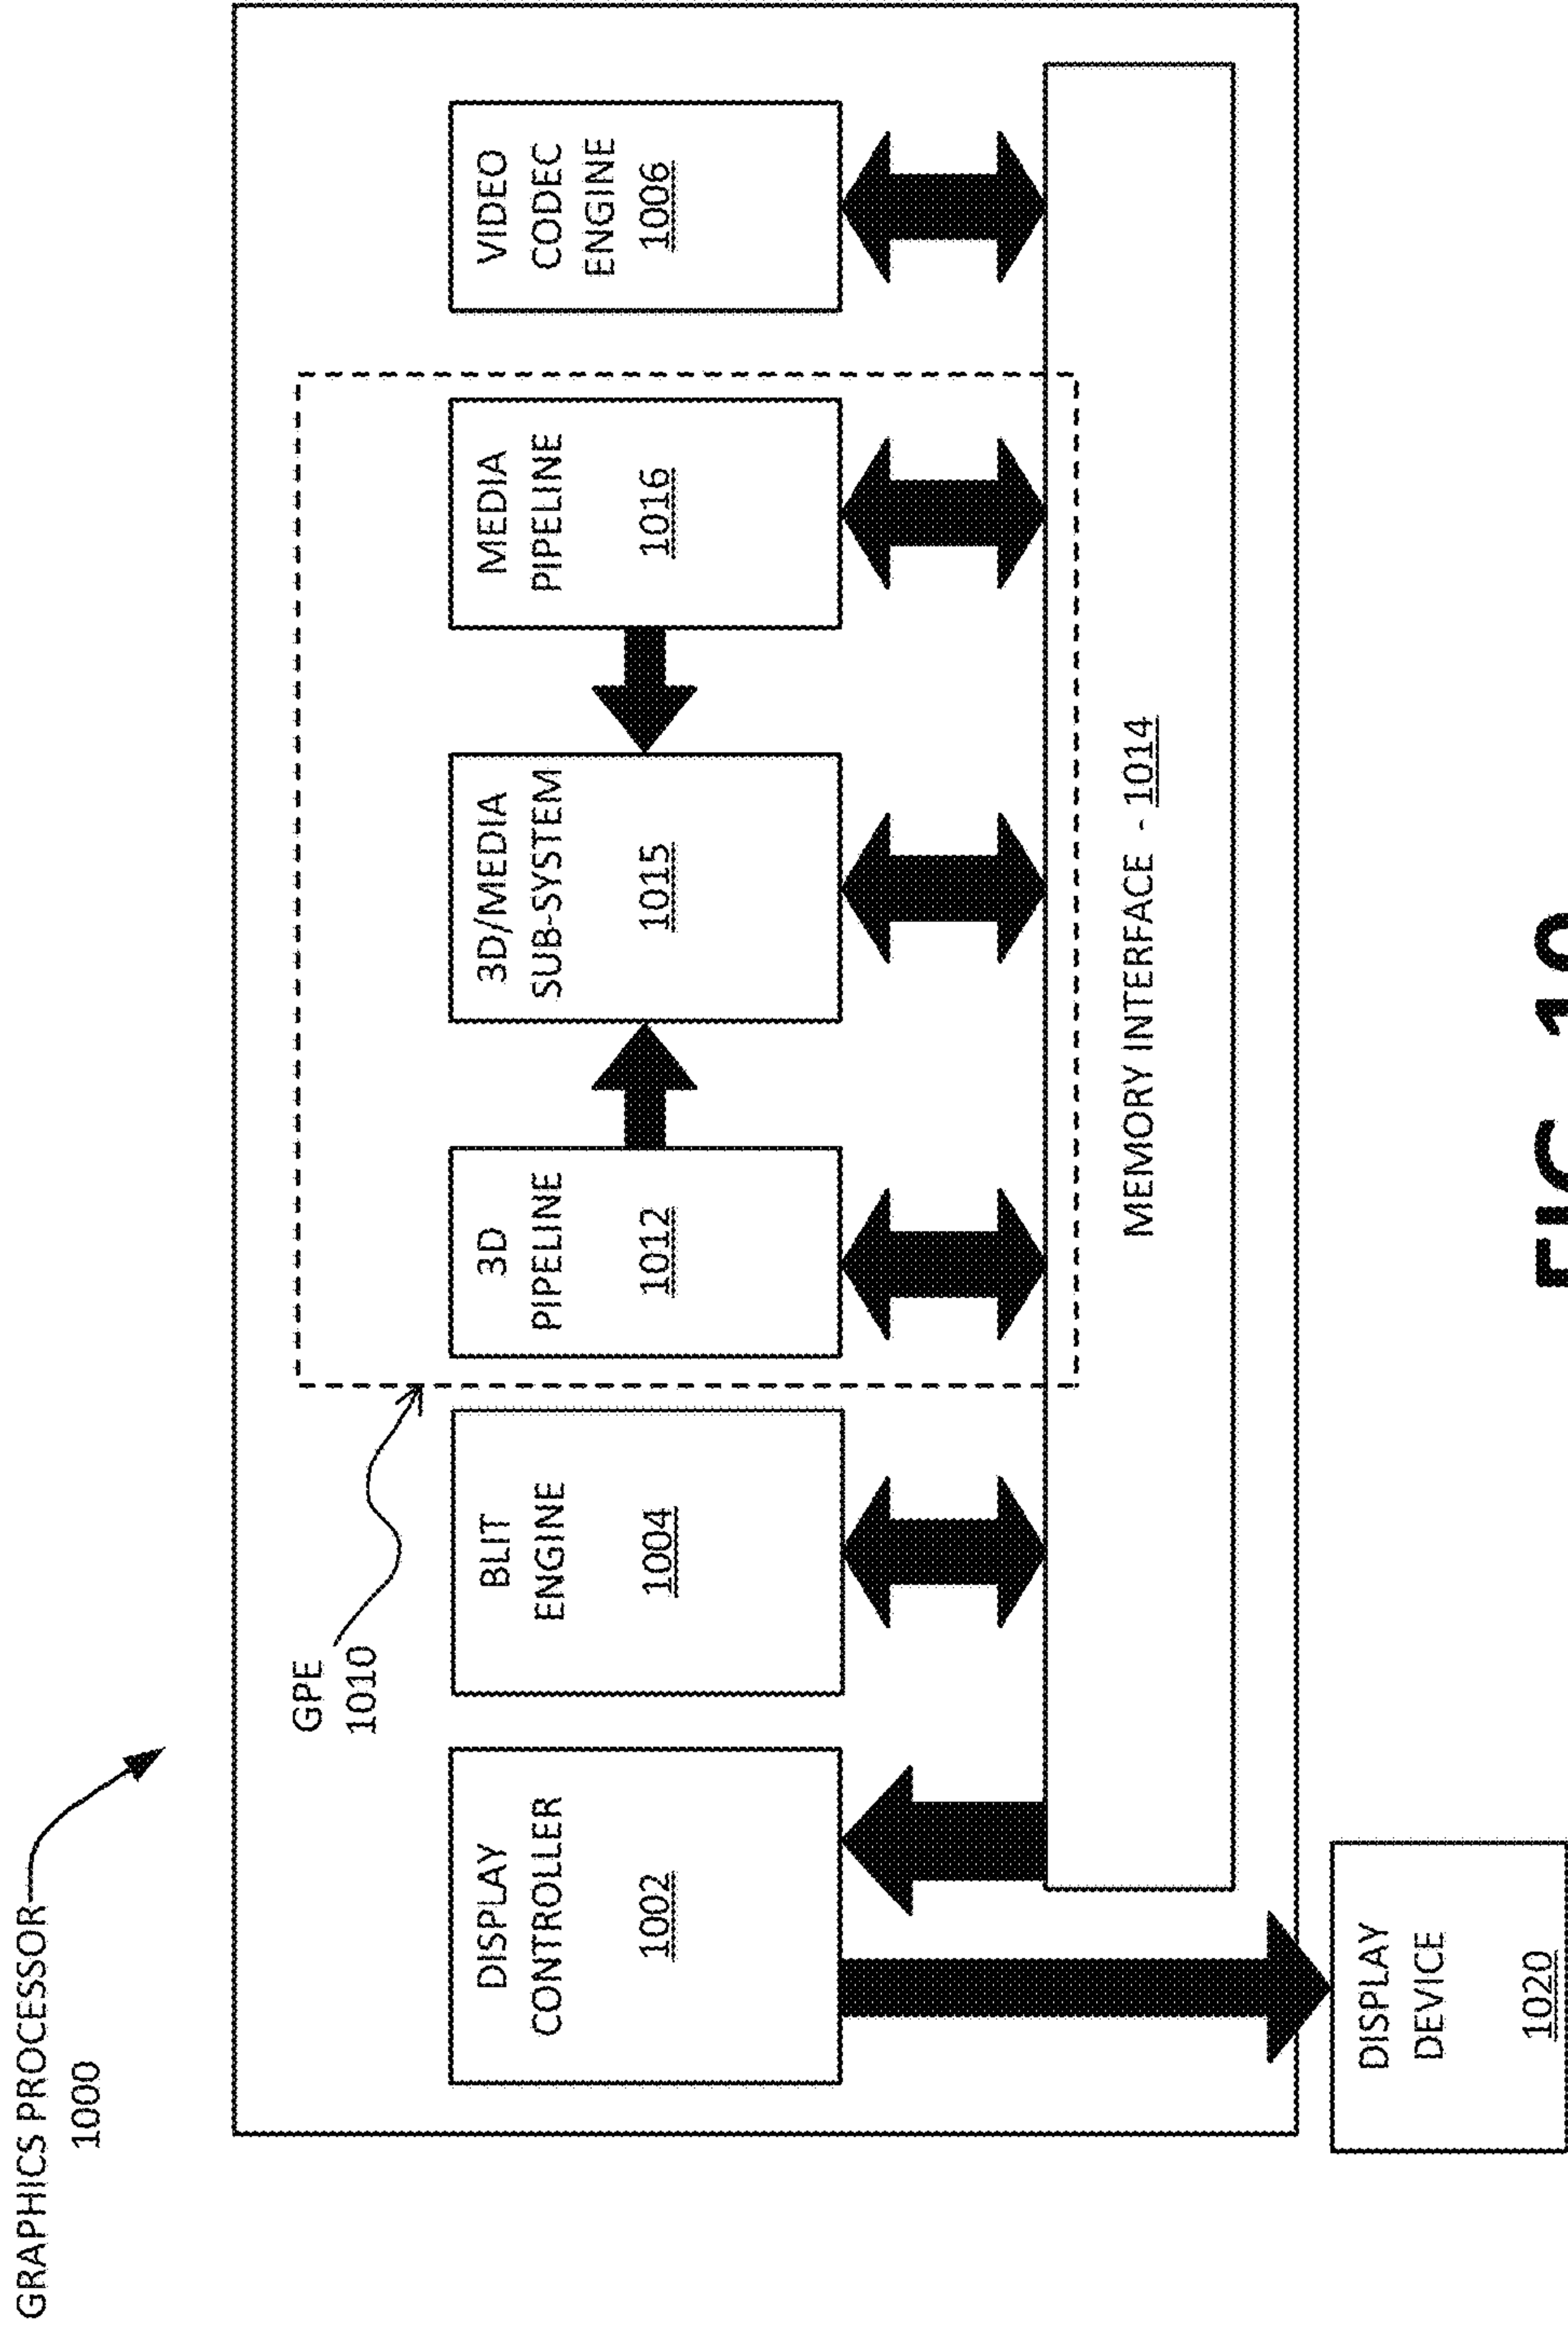 GRAPHICS PROCESSOR
1000
GPE
1010
DISPLAY
CONTROLLER
1002
BLIT
ENGINE
1004
3D
PIPELINE
1012
3D/MEDIA
SUB-SYSTEM
1015
MEDIA
PIPELINE
1016
VIDEO
CODEC
ENGINE
1006
MEMORY INTERFACE - 1014
DISPLAY
DEVICE
1020